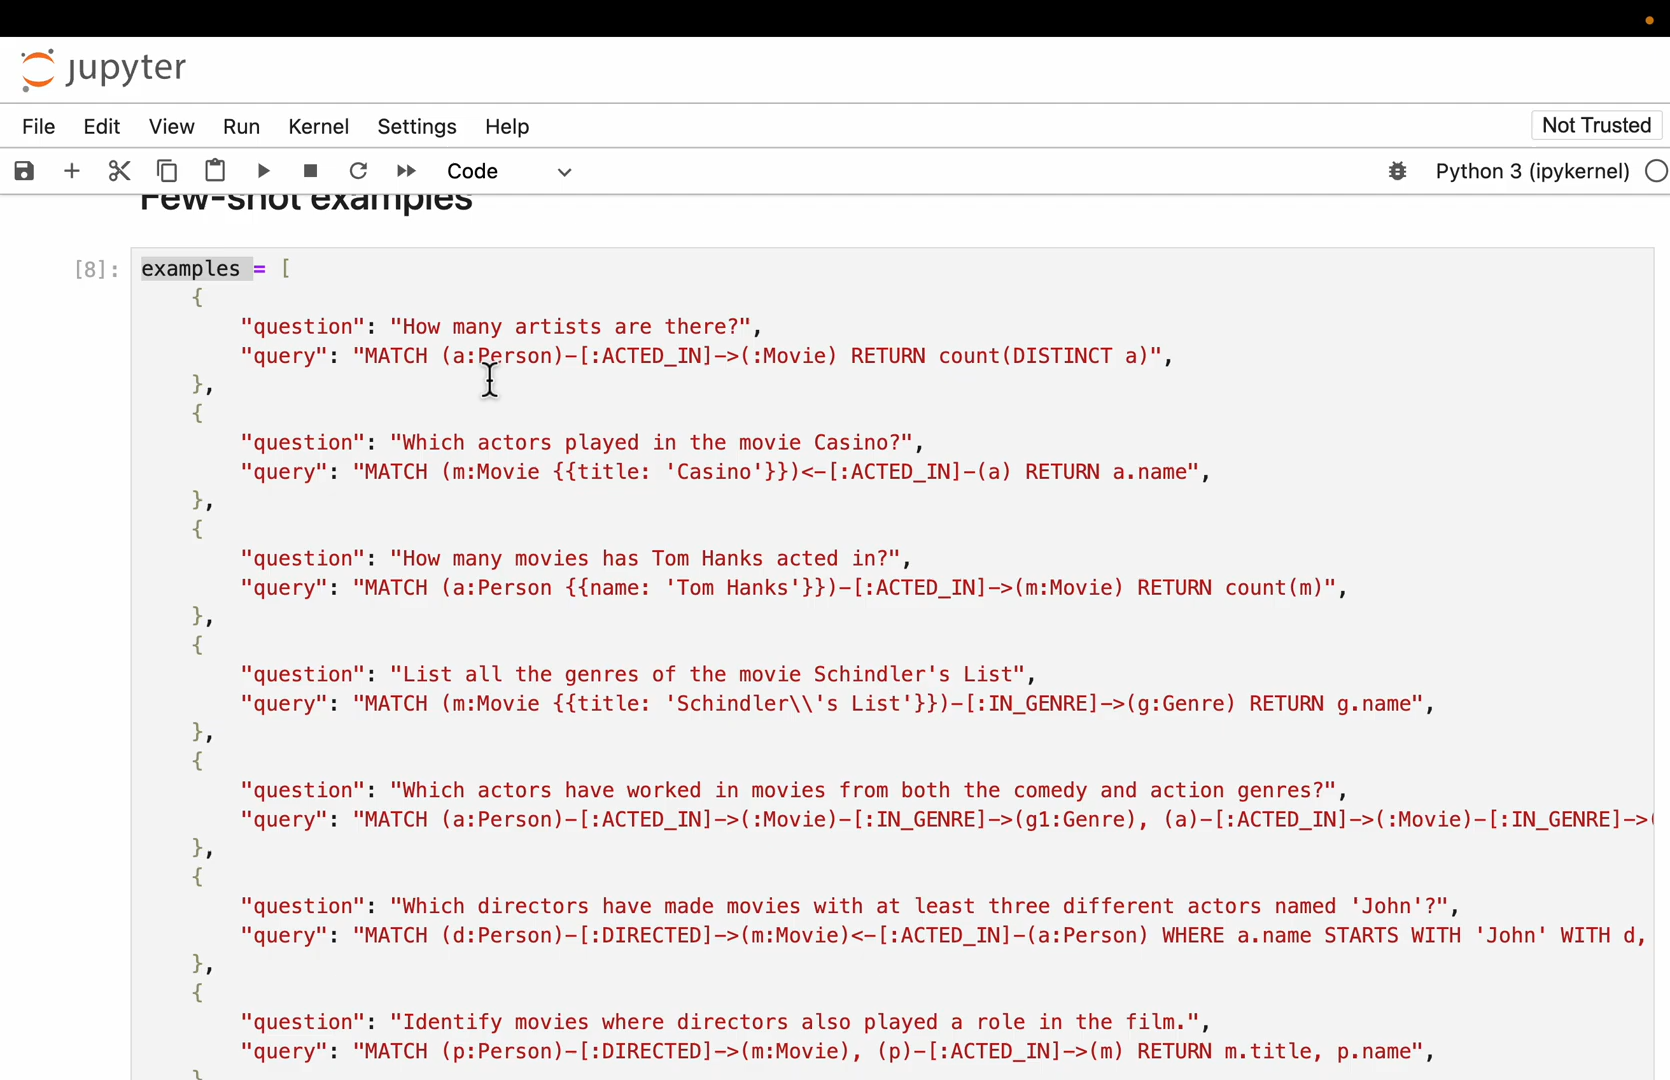 jupyter
File Edit View Run Kernel Settings Help Not Trusted
Code Python 3 (ipykernel)
Few-shot examples
[8]: examples = [
{
"question": "How many artists are there?",
"query": "MATCH (a:Person)-[:ACTED_IN]->(:Movie) RETURN count(DISTINCT a)",
},
{
"question": "Which actors played in the movie Casino?",
"query": "MATCH (m:Movie {{title: 'Casino'}})<-[:ACTED_IN]-(a) RETURN a.name",
},
{
"question": "How many movies has Tom Hanks acted in?",
"query": "MATCH (a:Person {{name: 'Tom Hanks'}})-[:ACTED_IN]->(m:Movie) RETURN count(m)",
},
{
"question": "List all the genres of the movie Schindler's List",
"query": "MATCH (m:Movie {{title: 'Schindler\\'s List'}})-[:IN_GENRE]->(g:Genre) RETURN g.name",
},
{
"question": "Which actors have worked in movies from both the comedy and action genres?",
"query": "MATCH (a:Person)-[:ACTED_IN]->(:Movie)-[:IN_GENRE]->(g1:Genre), (a)-[:ACTED_IN]->(:Movie)-[:IN_GENRE]->(
},
{
"question": "Which directors have made movies with at least three different actors named 'John'?",
"query": "MATCH (d:Person)-[:DIRECTED]->(m:Movie)<-[:ACTED_IN]-(a:Person) WHERE a.name STARTS WITH 'John' WITH d,
},
{
"question": "Identify movies where directors also played a role in the film.",
"query": "MATCH (p:Person)-[:DIRECTED]->(m:Movie), (p)-[:ACTED_IN]->(m) RETURN m.title, p.name",
}